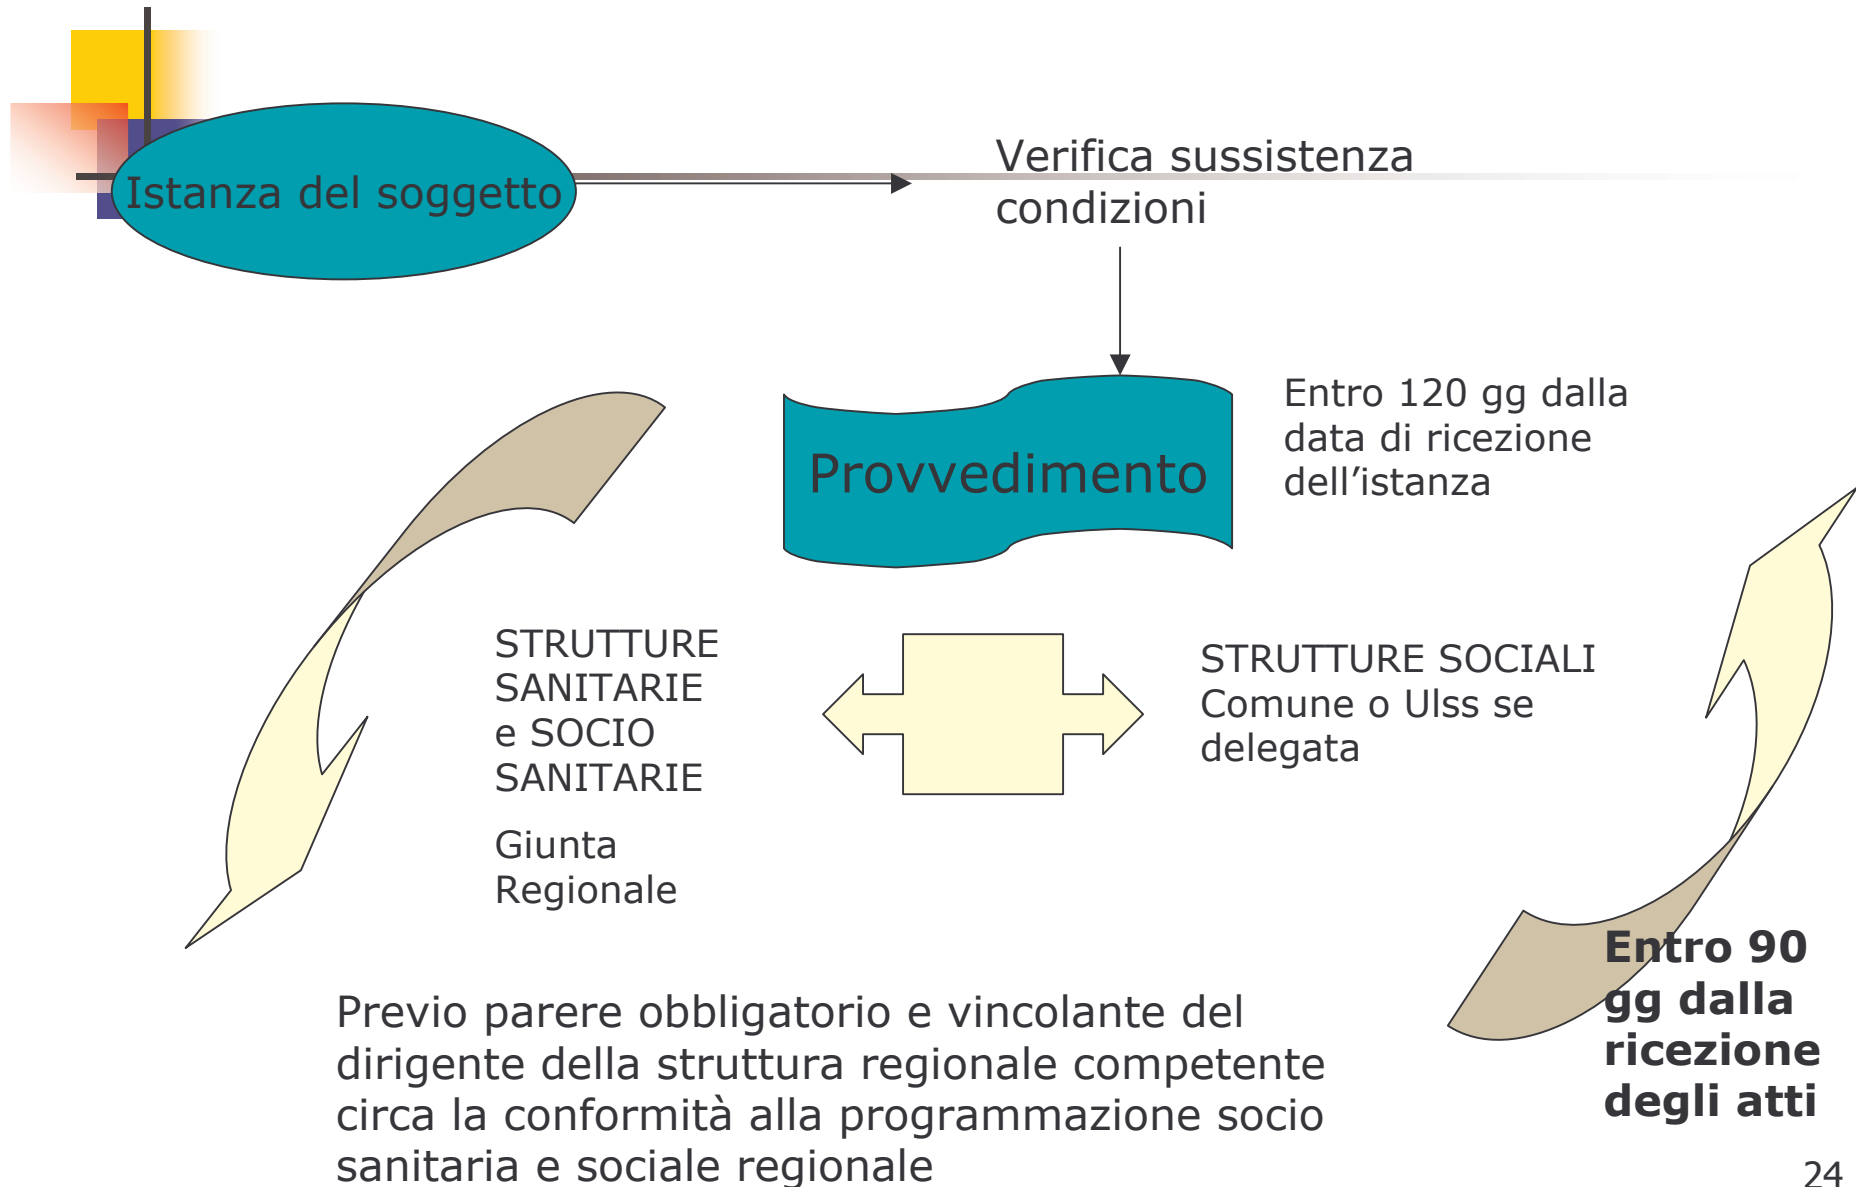 Istanza del soggetto
Verifica sussistenza
condizioni
Provvedimento
Entro 120 gg dalla
data di ricezione
dell’istanza
STRUTTURE
SANITARIE
e SOCIO
SANITARIE
Giunta
Regionale
STRUTTURE SOCIALI
Comune o Ulss se
delegata
Previo parere obbligatorio e vincolante del
dirigente della struttura regionale competente
circa la conformità alla programmazione socio
sanitaria e sociale regionale
Entro 90
gg dalla
ricezione
degli atti
24